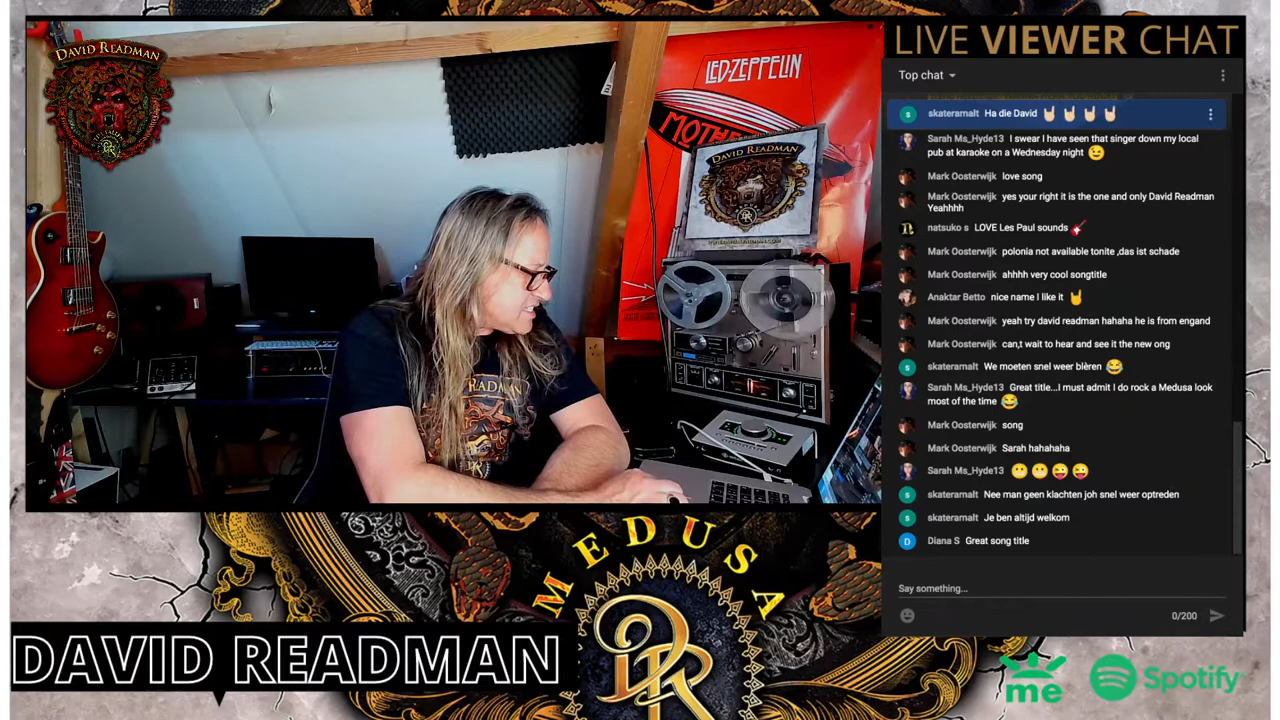 DAVID READMAN
DR
LED-ZEPPELIN
MOTHE
DAVID READMAN
DR
READMAN
LIVE VIEWER CHAT
Top chat
skateramalt Ha die David
Sarah Ms_Hyde13 I swear I have seen that singer down my local
pub at karaoke on a Wednesday night
Mark Oosterwijk love song
Mark Oosterwijk yes your right it is the one and only David Readman
Yeahhhh
natsuko s LOVE Les Paul sounds
Mark Oosterwijk polonia not available tonite ,das ist schade
Mark Oosterwijk ahhhh very cool songtitle
Anaktar Betto nice name I like it
Mark Oosterwijk yeah try david readman hahaha he is from engand
Mark Oosterwijk can,t wait to hear and see it the new ong
skateramalt We moeten snel weer blèren
Sarah Ms_Hyde13 Great title...I must admit I do rock a Medusa look
most of the time
Mark Oosterwijk song
Mark Oosterwijk Sarah hahahaha
Sarah Ms_Hyde13
skateramalt Nee man geen klachten joh snel weer optreden
skateramalt Je ben altijd welkom
Diana S Great song title
Say something...
0/200
MEDUSA
DR
DAVID READMAN
me
Spotify